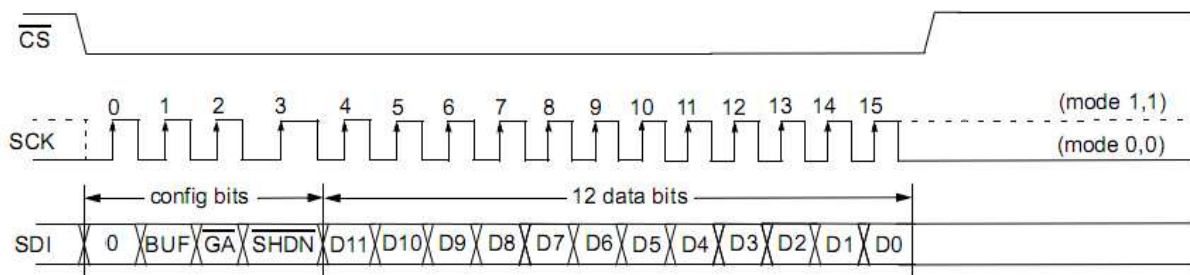 CS
0 1 2 3 4 5 6 7 8 9 10 11 12 13 14 15 (mode 1,1)
SCK (mode 0,0)
config bits 12 data bits
SDI 0 BUF GA SHDN D11 D10 D9 D8 D7 D6 D5 D4 D3 D2 D1 D0